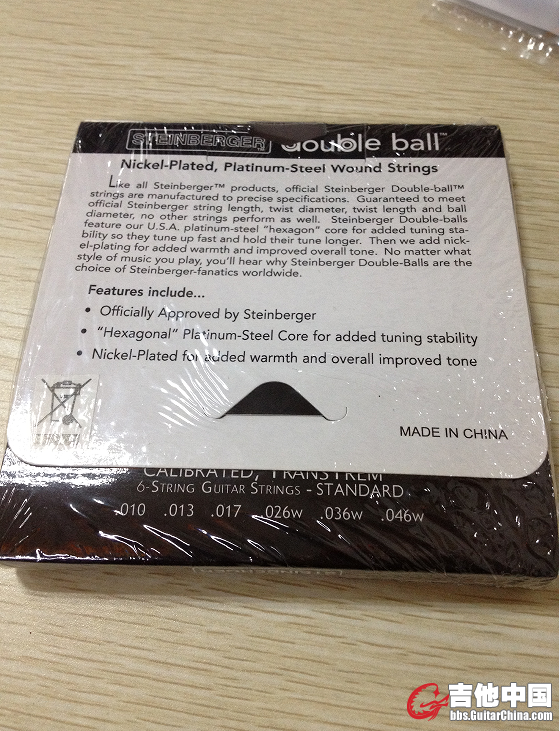 STEINBERGER double ball™
Nickel-Plated, Platinum-Steel Wound Strings
Like all Steinberger™ products, official Steinberger Double-ball™
strings are manufactured to precise specifications. Guaranteed to meet
official Steinberger string length, twist diameter, twist length and ball
diameter, no other strings perform as well. Steinberger Double-balls
feature our U.S.A. platinum-steel "hexagon" core for added tuning sta-
bility so they tune up fast and hold their tune longer. Then we add nick-
el-plating for added warmth and improved overall tone. No matter what
style of music you play, you'll hear why Steinberger Double-Balls are the
choice of Steinberger-fanatics worldwide.
Features include...
• Officially Approved by Steinberger
• "Hexagonal" Platinum-Steel Core for added tuning stability
• Nickel-Plated for added warmth and overall improved tone
MADE IN CHINA
CALIBRATED, TRANSTREM
6-STRING GUITAR STRINGS - STANDARD
.010 .013 .017 .026w .036w .046w
吉他中国
bbs.GuitarChina.com